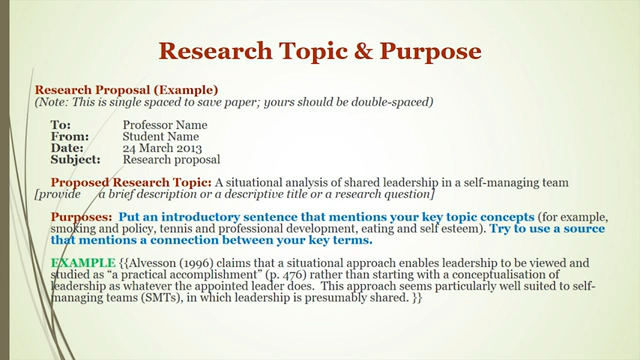 Research Topic & Purpose
Research Proposal (Example)
(Note: This is single spaced to save paper; yours should be double-spaced)
To: Professor Name
From: Student Name
Date: 24 March 2013
Subject: Research proposal
Proposed Research Topic: A situational analysis of shared leadership in a self-managing team
[provide a brief description or a descriptive title or a research question]
Purposes: Put an introductory sentence that mentions your key topic concepts (for example,
smoking and policy, tennis and professional development, eating and self esteem). Try to use a source
that mentions a connection between your key terms.
EXAMPLE {{Alvesson (1996) claims that a situational approach enables leadership to be viewed and
studied as “a practical accomplishment” (p. 476) rather than starting with a conceptualisation of
leadership as whatever the appointed leader does. This approach seems particularly well suited to self-
managing teams (SMTs), in which leadership is presumably shared. }}